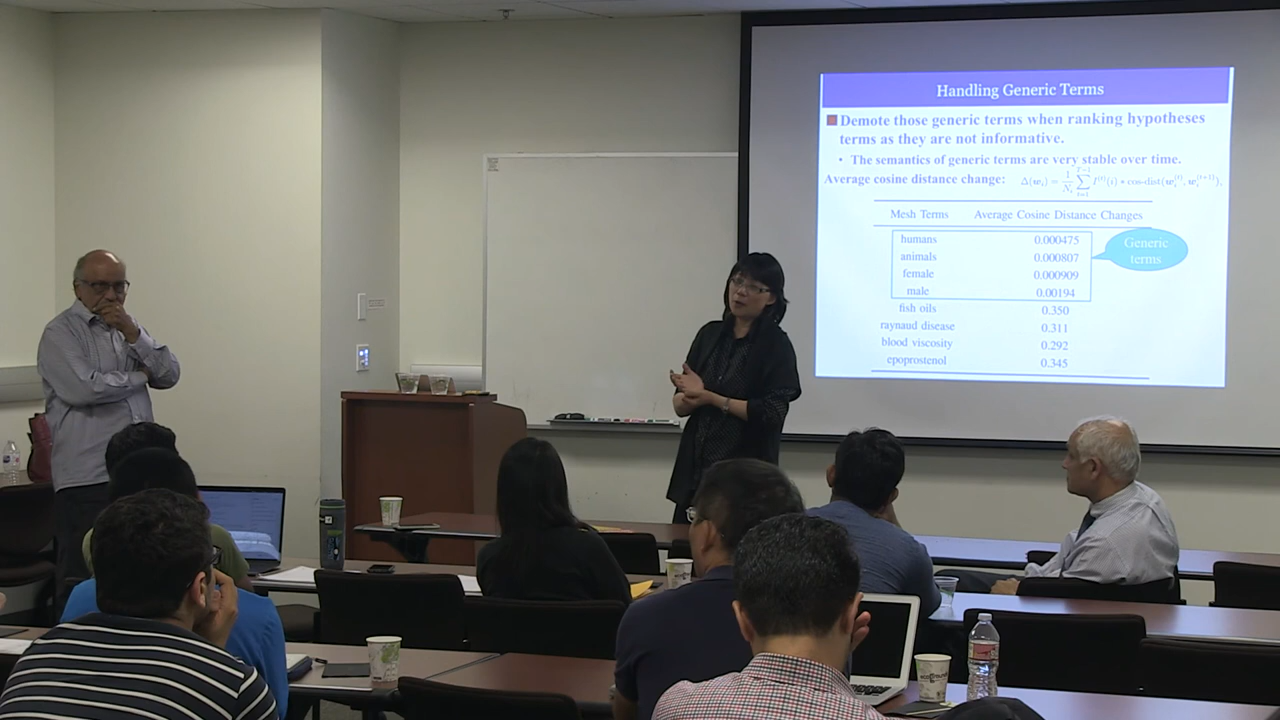 Handling Generic Terms
Demote those generic terms when ranking hypotheses
terms as they are not informative.
• The semantics of generic terms are very stable over time.
Average cosine distance change:
Mesh Terms Average Cosine Distance Changes
humans 0.000475
animals 0.000807
female 0.000909
male 0.00194
Generic
terms
fish oils 0.350
raynaud disease 0.311
blood viscosity 0.292
epoprostenol 0.345